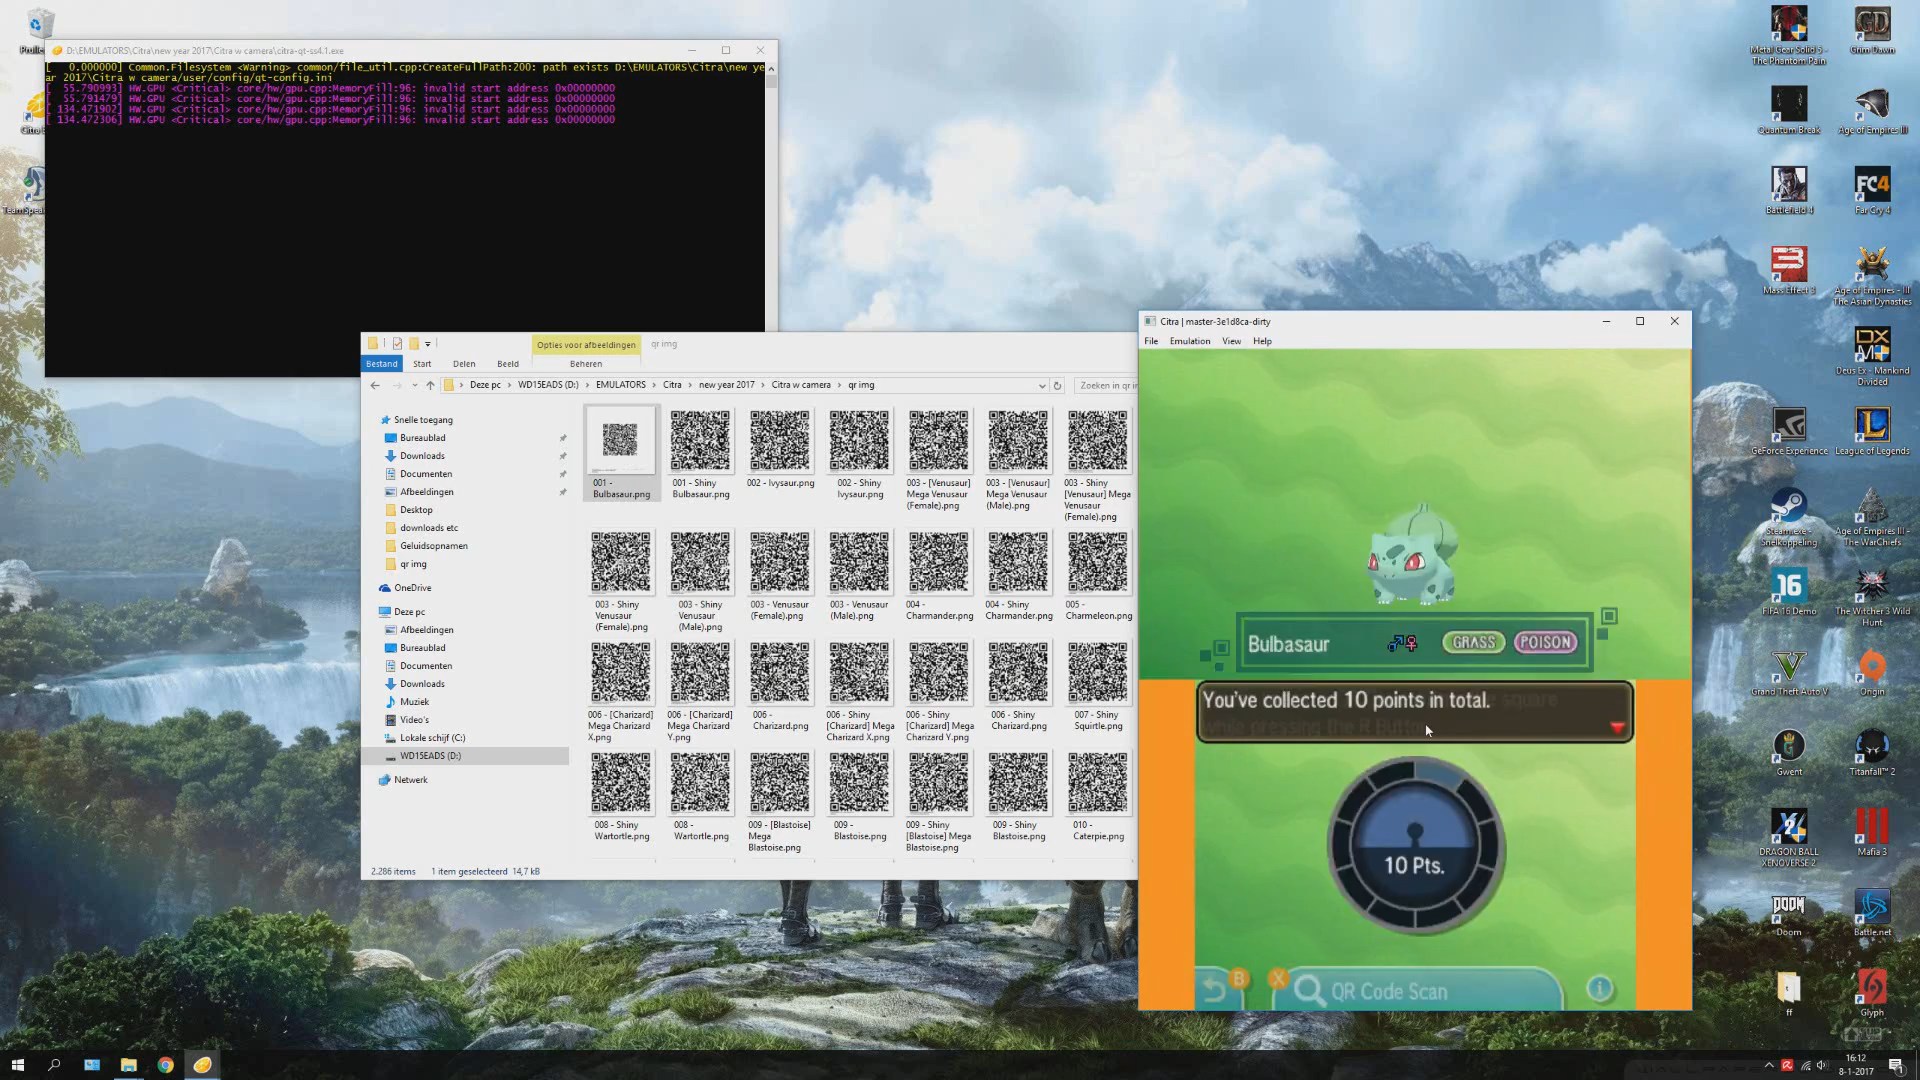 D:\EMULATORS\Citra\new year 2017\Citra w camera\citra-qt-ss4.1.exe
[   0.000000] Common.Filesystem <Warning> common/file_util.cpp:CreateFullPath:200: path exists D:\EMULATORS\Citra\new ye
ar 2017\Citra w camera/user/config/qt-config.ini
[  55.790993] HW.GPU <Critical> core/hw/gpu.cpp:MemoryFill:96: invalid start address 0x00000000
[  55.791479] HW.GPU <Critical> core/hw/gpu.cpp:MemoryFill:96: invalid start address 0x00000000
[ 134.471902] HW.GPU <Critical> core/hw/gpu.cpp:MemoryFill:96: invalid start address 0x00000000
[ 134.472306] HW.GPU <Critical> core/hw/gpu.cpp:MemoryFill:96: invalid start address 0x00000000
Opties voor afbeeldingen
qr img
Bestand
Start
Delen
Beeld
Beheren
Deze pc > WD15EADS (D:) > EMULATORS > Citra > new year 2017 > Citra w camera > qr img
Zoeken in qr
Snelle toegang
Bureaublad
Downloads
Documenten
Afbeeldingen
Desktop
downloads etc
Geluidsopnamen
qr img
OneDrive
Deze pc
Afbeeldingen
Bureaublad
Documenten
Downloads
Muziek
Video's
Lokale schijf (C:)
WD15EADS (D:)
Netwerk
001 -
Bulbasaur.png
001 - Shiny
Bulbasaur.png
002 - Ivysaur.png
002 - Shiny
Ivysaur.png
003 - [Venusaur]
Mega Venusaur
(Female).png
003 - [Venusaur]
Mega Venusaur
(Male).png
003 - Shiny
[Venusaur] Mega
Venusaur
(Female).png
003 - Shiny
Venusaur
(Female).png
003 - Shiny
Venusaur
(Male).png
003 - Venusaur
(Female).png
003 - Venusaur
(Male).png
004 -
Charmander.png
004 - Shiny
Charmander.png
005 -
Charmeleon.png
006 - [Charizard]
Mega Charizard
X.png
006 - [Charizard]
Mega Charizard
Y.png
006 -
Charizard.png
006 - Shiny
[Charizard] Mega
Charizard X.png
006 - Shiny
[Charizard] Mega
Charizard Y.png
006 - Shiny
Charizard.png
007 - Shiny
Squirtle.png
008 - Shiny
Wartortle.png
008 -
Wartortle.png
009 - [Blastoise]
Mega
Blastoise.png
009 -
Blastoise.png
009 - Shiny
[Blastoise] Mega
Blastoise.png
009 - Shiny
Blastoise.png
010 -
Caterpie.png
2.286 items
1 item geselecteerd 14,7 kB
Citra | master-3e1d8ca-dirty
File
Emulation
View
Help
Bulbasaur
GRASS
POISON
You've collected 10 points in total.
square
while pressing the R Button
10 Pts.
B
X
QR Code Scan
Metal Gear Solid 5 -
The Phantom Pain
Grim Dawn
Quantum Break
Age of Empires III
Battlefield 4
Far Cry 4
Mass Effect 3
Age of Empires - III
The Asian Dynasties
Deus Ex - Mankind
Divided
GeForce Experience
League of Legends
Steam.exe -
Snelkoppeling
Age of Empires III -
The WarChiefs
FIFA 16 Demo
The Witcher 3 Wild
Hunt
Grand Theft Auto V
Origin
Gwent
Titanfall™ 2
DRAGON BALL
XENOVERSE 2
Mafia 3
Doom
Battle.net
ff
Glyph
16:12
8-1-2017